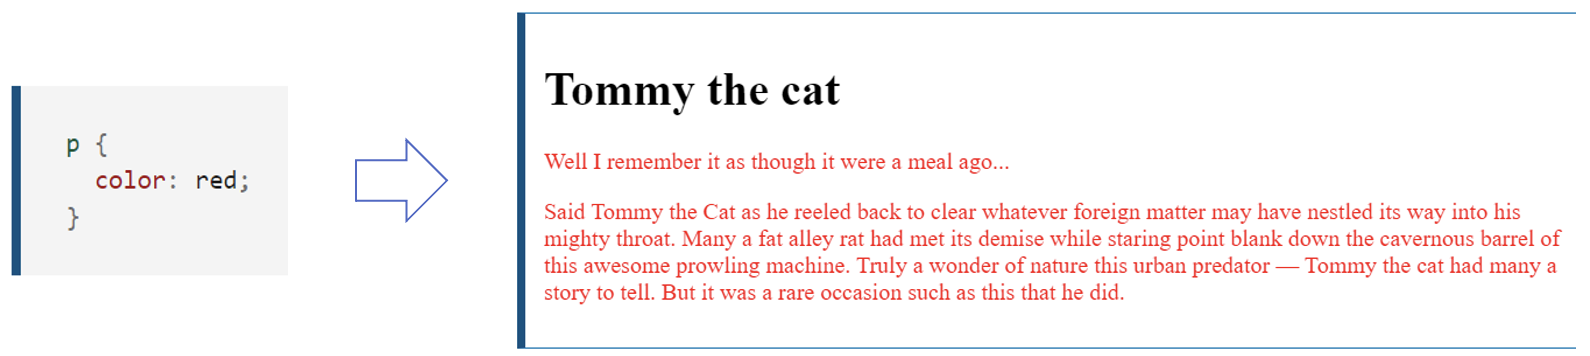 p {
  color: red;
}
Tommy the cat
Well I remember it as though it were a meal ago...
Said Tommy the Cat as he reeled back to clear whatever foreign matter may have nestled its way into his
mighty throat. Many a fat alley rat had met its demise while staring point blank down the cavernous barrel of
this awesome prowling machine. Truly a wonder of nature this urban predator — Tommy the cat had many a
story to tell. But it was a rare occasion such as this that he did.